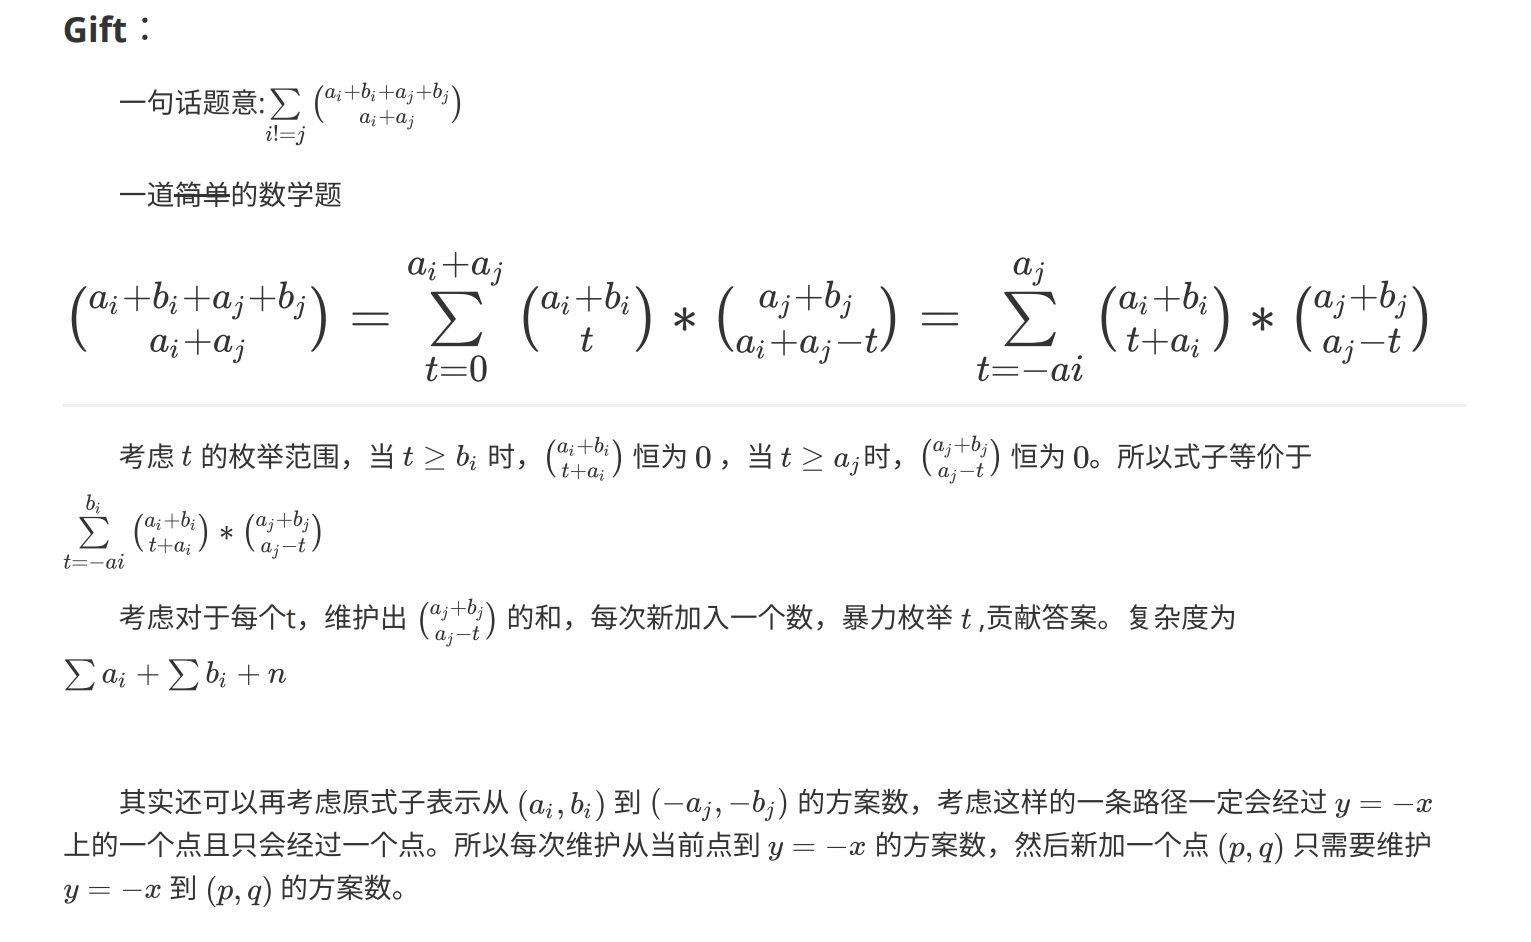 Gift：
一句话题意:$\sum\limits_{i!=j} \binom{a_i+b_i+a_j+b_j}{a_i+a_j}$
一道~~简单~~的数学题
$\binom{a_i+b_i+a_j+b_j}{a_i+a_j} = \sum\limits_{t=0}^{a_i+a_j} \binom{a_i+b_i}{t} * \binom{a_j+b_j}{a_i+a_j-t} = \sum\limits_{t=-ai}^{a_j} \binom{a_i+b_i}{t+a_i} * \binom{a_j+b_j}{a_j-t}$
考虑 $t$ 的枚举范围，当 $t \geq b_i$ 时，$\binom{a_i+b_i}{t+a_i}$ 恒为 0 ，当 $t \geq a_j$时，$\binom{a_j+b_j}{a_j-t}$ 恒为 0。所以式子等价于
$\sum\limits_{t=-ai}^{b_i} \binom{a_i+b_i}{t+a_i} * \binom{a_j+b_j}{a_j-t}$
考虑对于每个t，维护出 $\binom{a_j+b_j}{a_j-t}$ 的和，每次新加入一个数，暴力枚举 $t$ ,贡献答案。复杂度为
$\sum a_i + \sum b_i + n$
其实还可以再考虑原式子表示从 $(a_i, b_i)$ 到 $(-a_j, -b_j)$ 的方案数，考虑这样的一条路径一定会经过 $y = -x$
上的一个点且只会经过一个点。所以每次维护从当前点到 $y = -x$ 的方案数，然后新加一个点 $(p, q)$ 只需要维护
$y = -x$ 到 $(p, q)$ 的方案数。